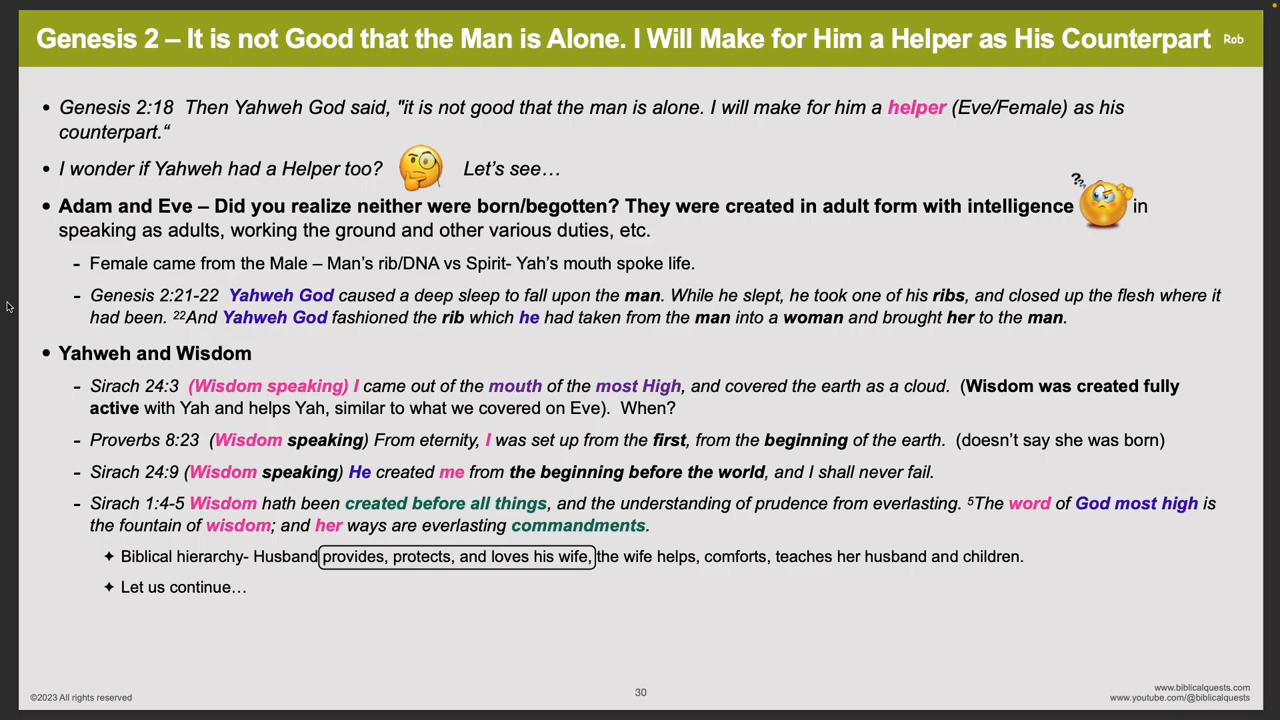 Genesis 2 – It is not Good that the Man is Alone. I Will Make for Him a Helper as His Counterpart Rob
• Genesis 2:18 Then Yahweh God said, "it is not good that the man is alone. I will make for him a helper (Eve/Female) as his
counterpart.“
• I wonder if Yahweh had a Helper too? Let’s see…
??
• Adam and Eve – Did you realize neither were born/begotten? They were created in adult form with intelligence in
speaking as adults, working the ground and other various duties, etc.
- Female came from the Male – Man’s rib/DNA vs Spirit- Yah’s mouth spoke life.
- Genesis 2:21-22 Yahweh God caused a deep sleep to fall upon the man. While he slept, he took one of his ribs, and closed up the flesh where it
had been. ²²And Yahweh God fashioned the rib which he had taken from the man into a woman and brought her to the man.
• Yahweh and Wisdom
- Sirach 24:3 (Wisdom speaking) I came out of the mouth of the most High, and covered the earth as a cloud. (Wisdom was created fully
active with Yah and helps Yah, similar to what we covered on Eve). When?
- Proverbs 8:23 (Wisdom speaking) From eternity, I was set up from the first, from the beginning of the earth. (doesn’t say she was born)
- Sirach 24:9 (Wisdom speaking) He created me from the beginning before the world, and I shall never fail.
- Sirach 1:4-5 Wisdom hath been created before all things, and the understanding of prudence from everlasting. ⁵The word of God most high is
the fountain of wisdom; and her ways are everlasting commandments.
✦ Biblical hierarchy- Husband provides, protects, and loves his wife, the wife helps, comforts, teaches her husband and children.
✦ Let us continue…
©2023 All rights reserved
30
www.biblicalquests.com
www.youtube.com/@biblicalquests